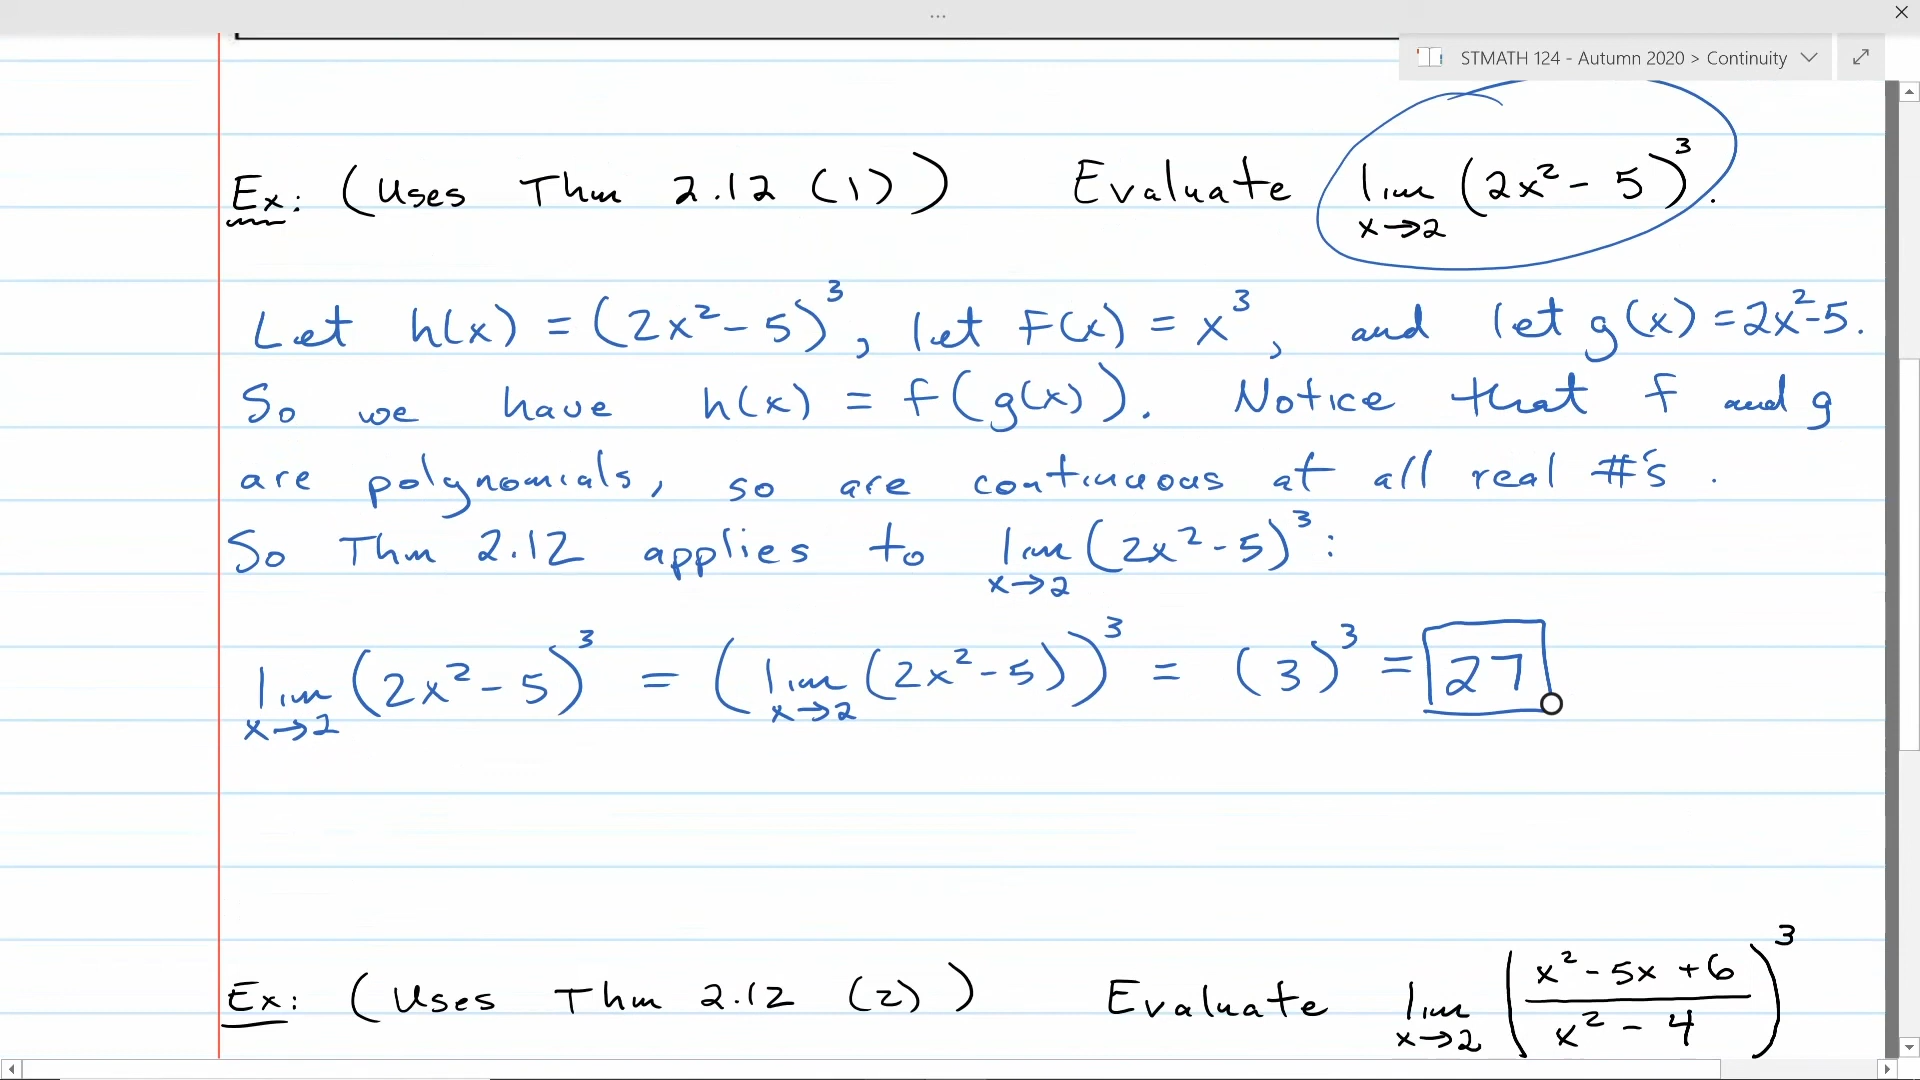 STMATH 124 - Autumn 2020 > Continuity
Ex: (Uses Thm 2.12 (1)) Evaluate lim x→2 (2x² - 5)³.
Let h(x) = (2x² - 5)³, let f(x) = x³, and let g(x) = 2x² - 5.
So we have h(x) = f(g(x)). Notice that f and g
are polynomials, so are continuous at all real #'s.
So Thm 2.12 applies to lim x→2 (2x² - 5)³:
lim x→2 (2x² - 5)³ = (lim x→2 (2x² - 5))³ = (3)³ = 27
Ex: (Uses Thm 2.12 (2)) Evaluate lim x→2 ((x² - 5x + 6)/(x² - 4))³